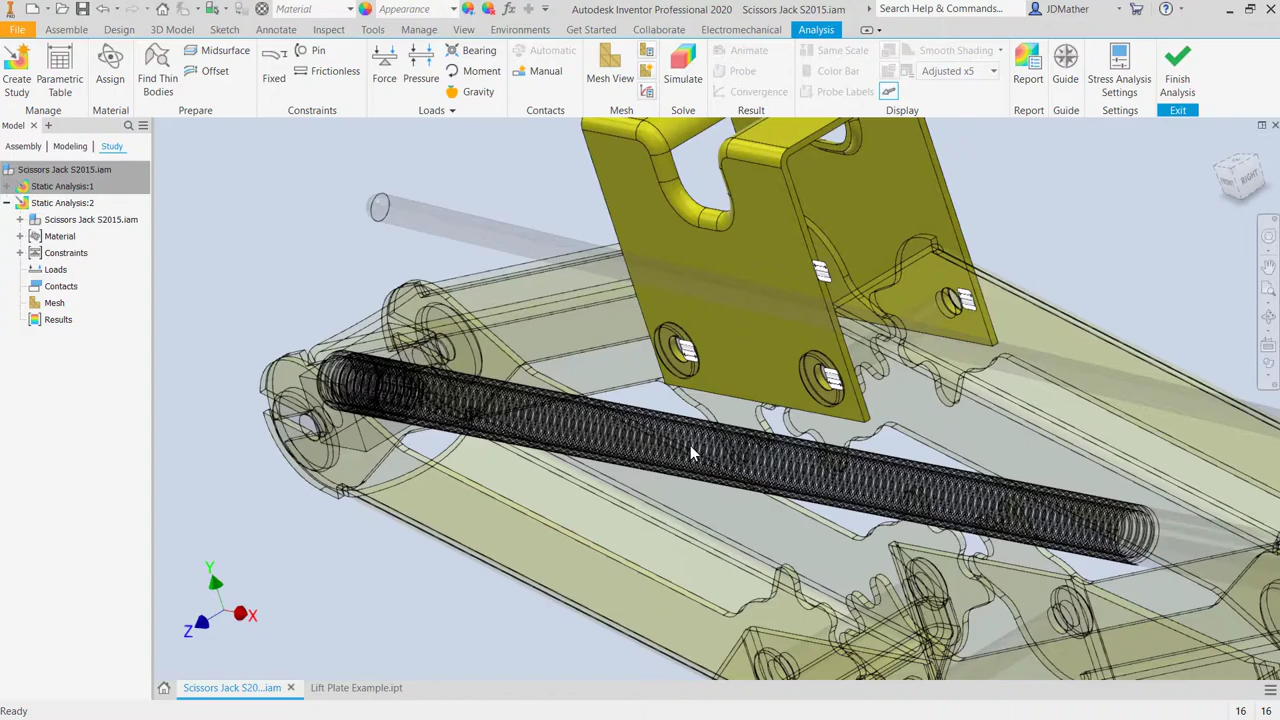 Material
Appearance
Autodesk Inventor Professional 2020 Scissors Jack S2015.iam
Search Help & Commands...
JDMather
File Assembly Design 3D Model Sketch Annotate Inspect Tools Manage View Environments Get Started Collaborate Electromechanical Analysis
Create Study
Parametric Table
Manage
Assign
Material
Find Thin Bodies
Midsurface
Offset
Prepare
Fixed
Pin
Frictionless
Constraints
Force
Pressure
Bearing
Moment
Gravity
Loads
Automatic
Manual
Contacts
Mesh View
Mesh
Simulate
Solve
Animate
Probe
Convergence
Result
Same Scale
Color Bar
Probe Labels
Smooth Shading
Adjusted x5
Display
Report
Report
Guide
Guide
Stress Analysis Settings
Settings
Finish Analysis
Exit
Model
Assembly Modeling Study
Scissors Jack S2015.iam
Static Analysis:1
Static Analysis:2
Scissors Jack S2015.iam
Material
Constraints
Loads
Contacts
Mesh
Results
RIGHT
Y
X
Z
Scissors Jack S20...iam
Lift Plate Example.ipt
Ready
16 16